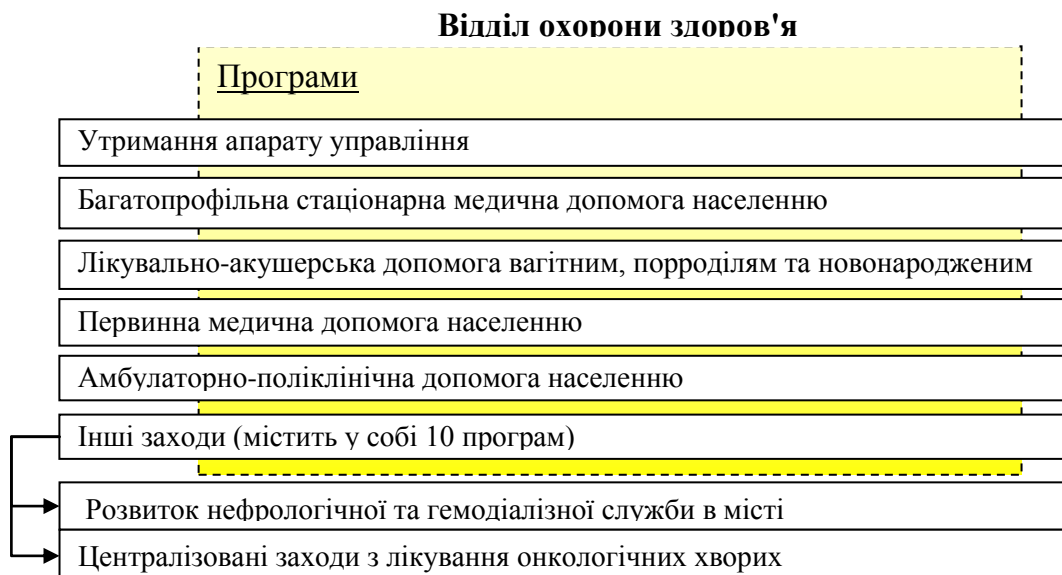 Відділ охорони здоров'я
Програми
Утримання апарату управління
Багатопрофільна стаціонарна медична допомога населенню
Лікувально-акушерська допомога вагітним, порроділям та новонародженим
Первинна медична допомога населенню
Амбулаторно-поліклінічна допомога населенню
Інші заходи (містить у собі 10 програм)
Розвиток нефрологічної та гемодіалізної служби в місті
Централізовані заходи з лікування онкологічних хворих